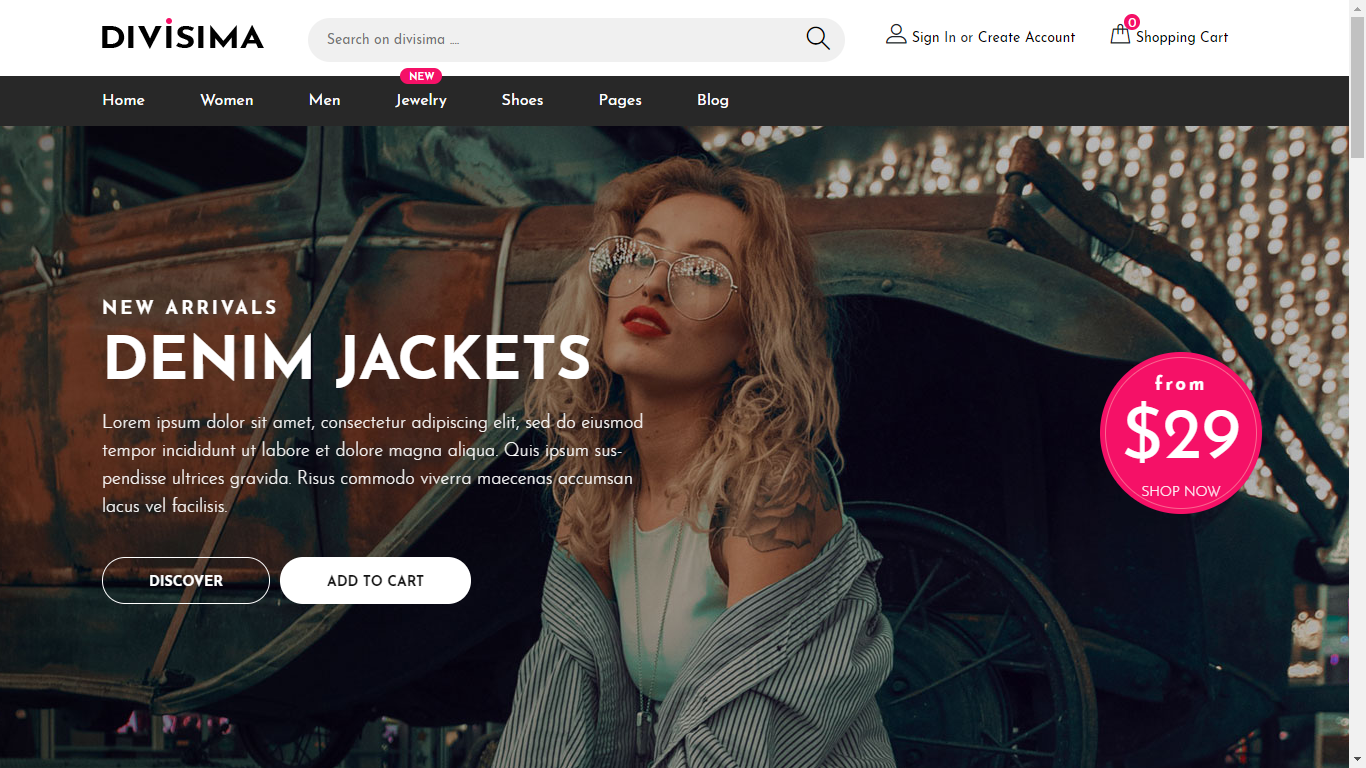 DIVISIMA
Search on divisima ....
Sign In or Create Account
0
Shopping Cart
NEW
Home Women Men Jewelry Shoes Pages Blog
NEW ARRIVALS
DENIM JACKETS
Lorem ipsum dolor sit amet, consectetur adipiscing elit, sed do eiusmod
tempor incididunt ut labore et dolore magna aliqua. Quis ipsum sus-
pendisse ultrices gravida. Risus commodo viverra maecenas accumsan
lacus vel facilisis.
DISCOVER ADD TO CART
from
$29
SHOP NOW